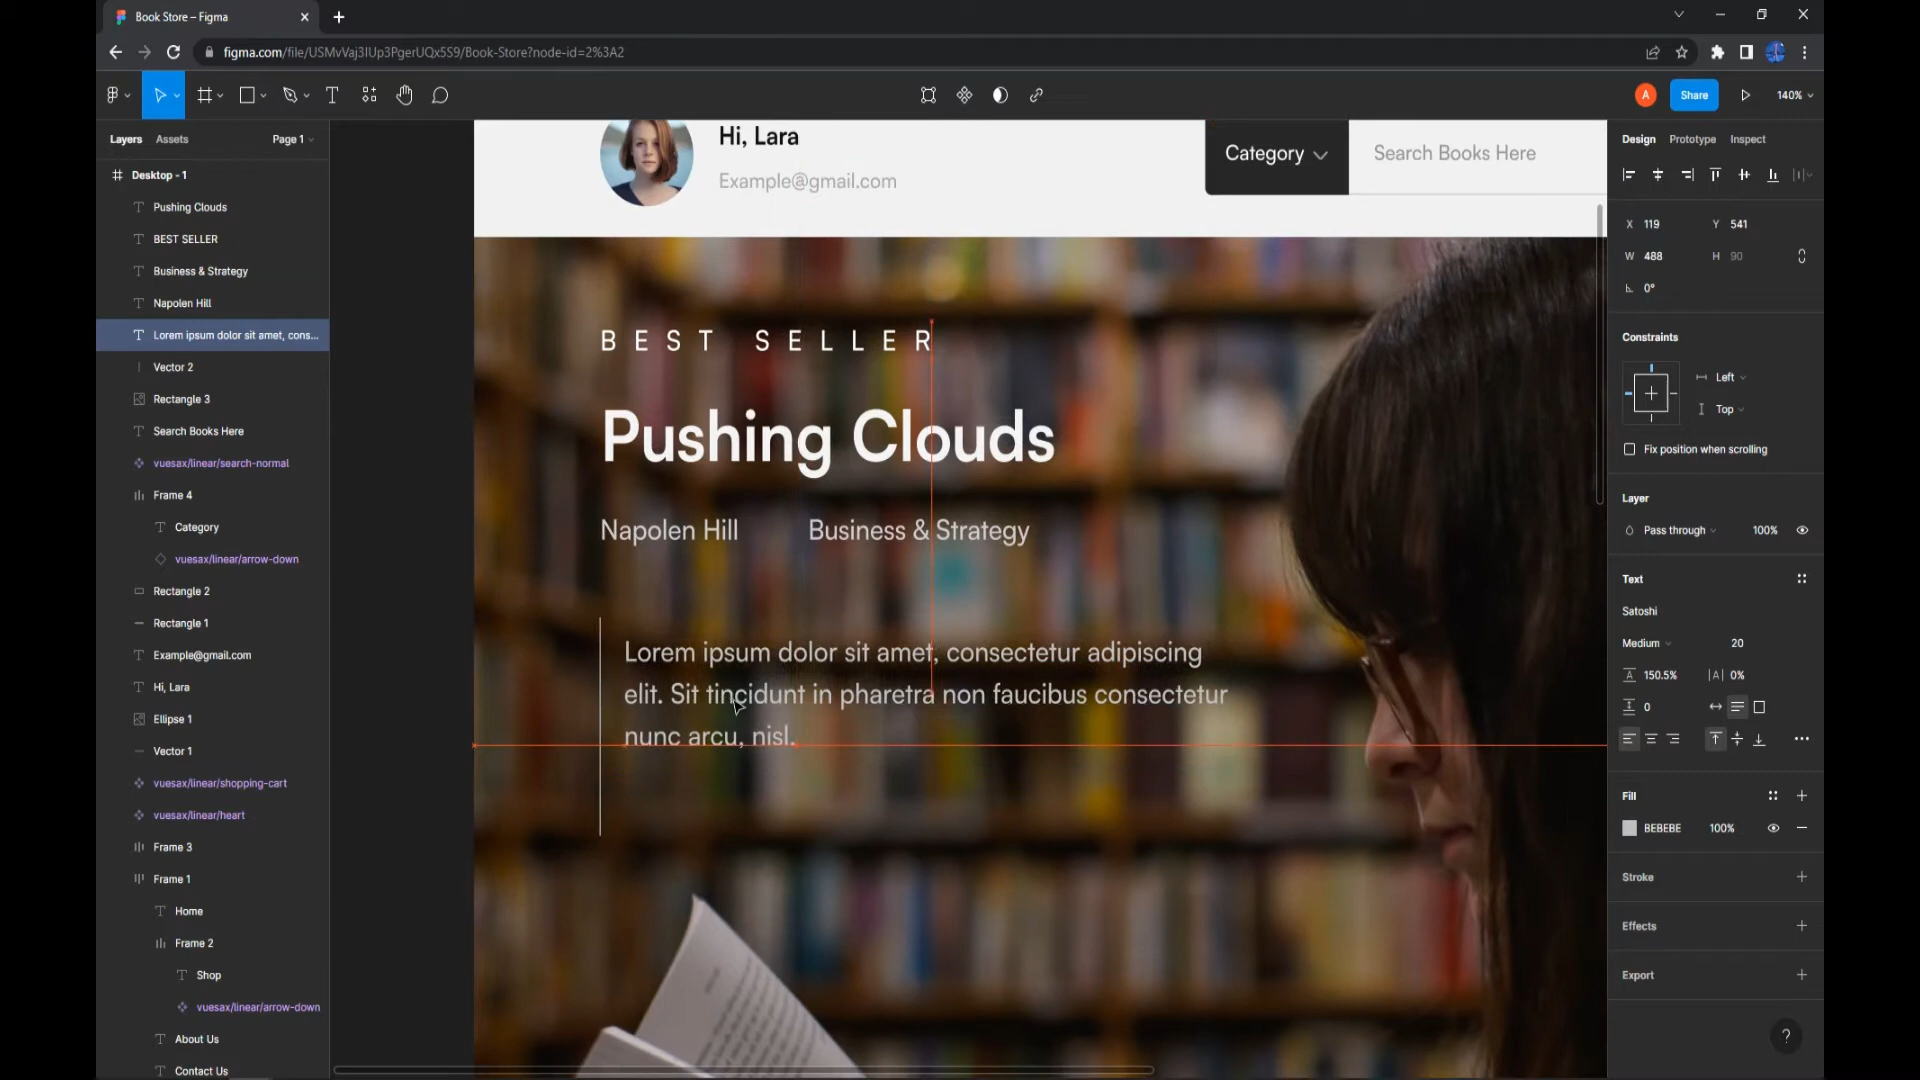 Book Store – Figma
figma.com/file/USMvVaj3IUp3PgerUQx5S9/Book-Store?node-id=2%3A2
A
Share
140%
Layers
Assets
Page 1
Desktop - 1
Pushing Clouds
BEST SELLER
Business & Strategy
Napolen Hill
Lorem ipsum dolor sit amet, cons...
Vector 2
Rectangle 3
Search Books Here
vuesax/linear/search-normal
Frame 4
Category
vuesax/linear/arrow-down
Rectangle 2
Rectangle 1
Example@gmail.com
Hi, Lara
Ellipse 1
Vector 1
vuesax/linear/shopping-cart
vuesax/linear/heart
Frame 3
Frame 1
Home
Frame 2
Shop
vuesax/linear/arrow-down
About Us
Contact Us
Hi, Lara
Example@gmail.com
Category
Search Books Here
BEST SELLER
Pushing Clouds
Napolen Hill
Business & Strategy
Lorem ipsum dolor sit amet, consectetur adipiscing
elit. Sit tincidunt in pharetra non faucibus consectetur
nunc arcu, nisl.
Design
Prototype
Inspect
X 119
Y 541
W 488
H 90
0°
Constraints
Left
Top
Fix position when scrolling
Layer
Pass through
100%
Text
Satoshi
Medium
20
150.5%
|A| 0%
0
Fill
BEBEBE
100%
Stroke
Effects
Export
?